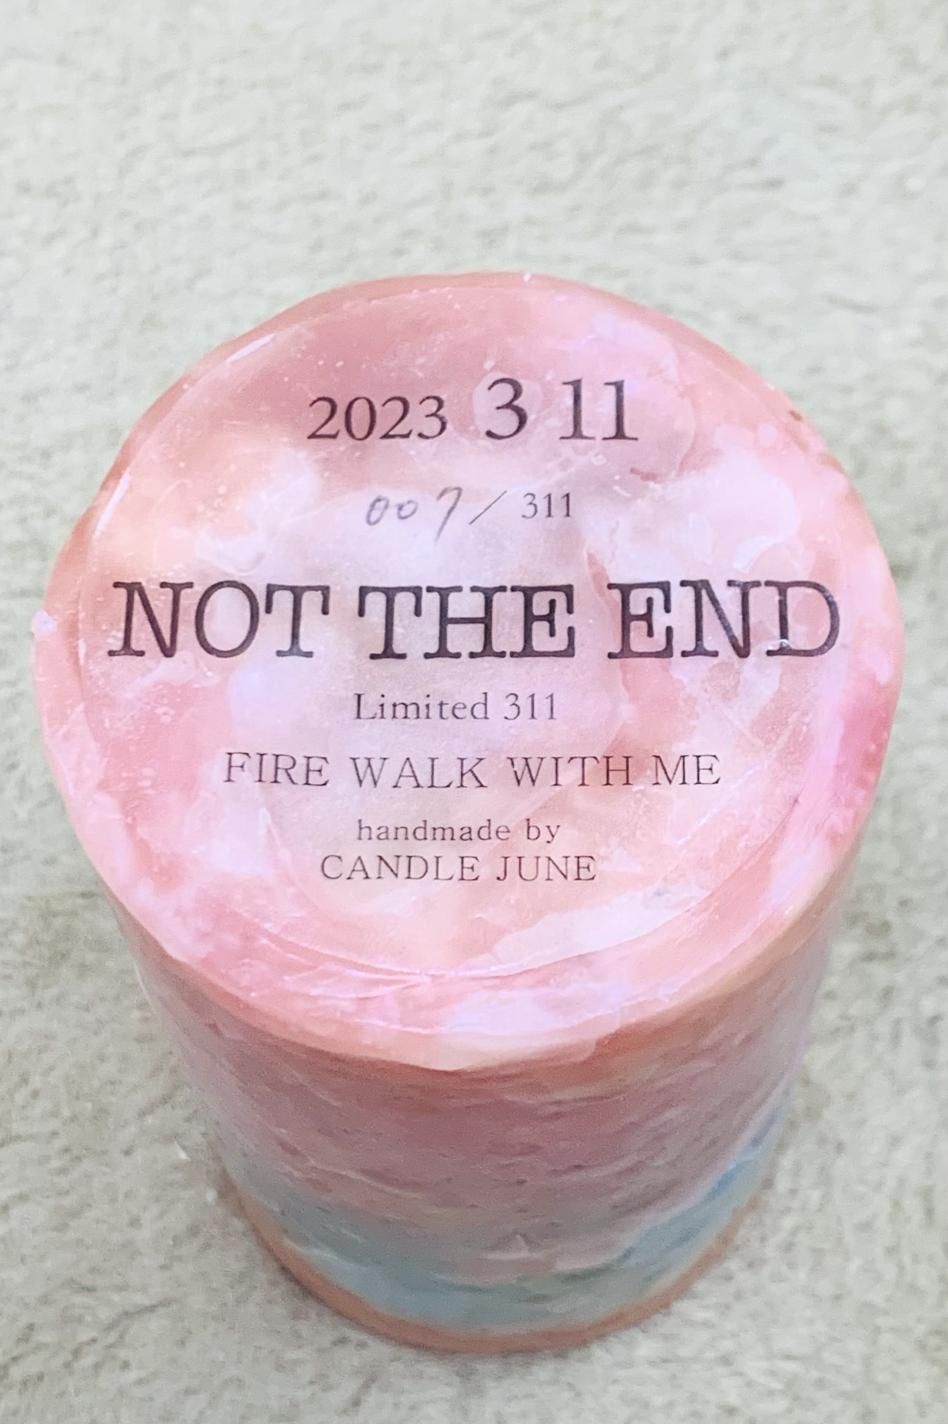 2023 3 11
007 / 311
NOT THE END
Limited 311
FIRE WALK WITH ME
handmade by
CANDLE JUNE